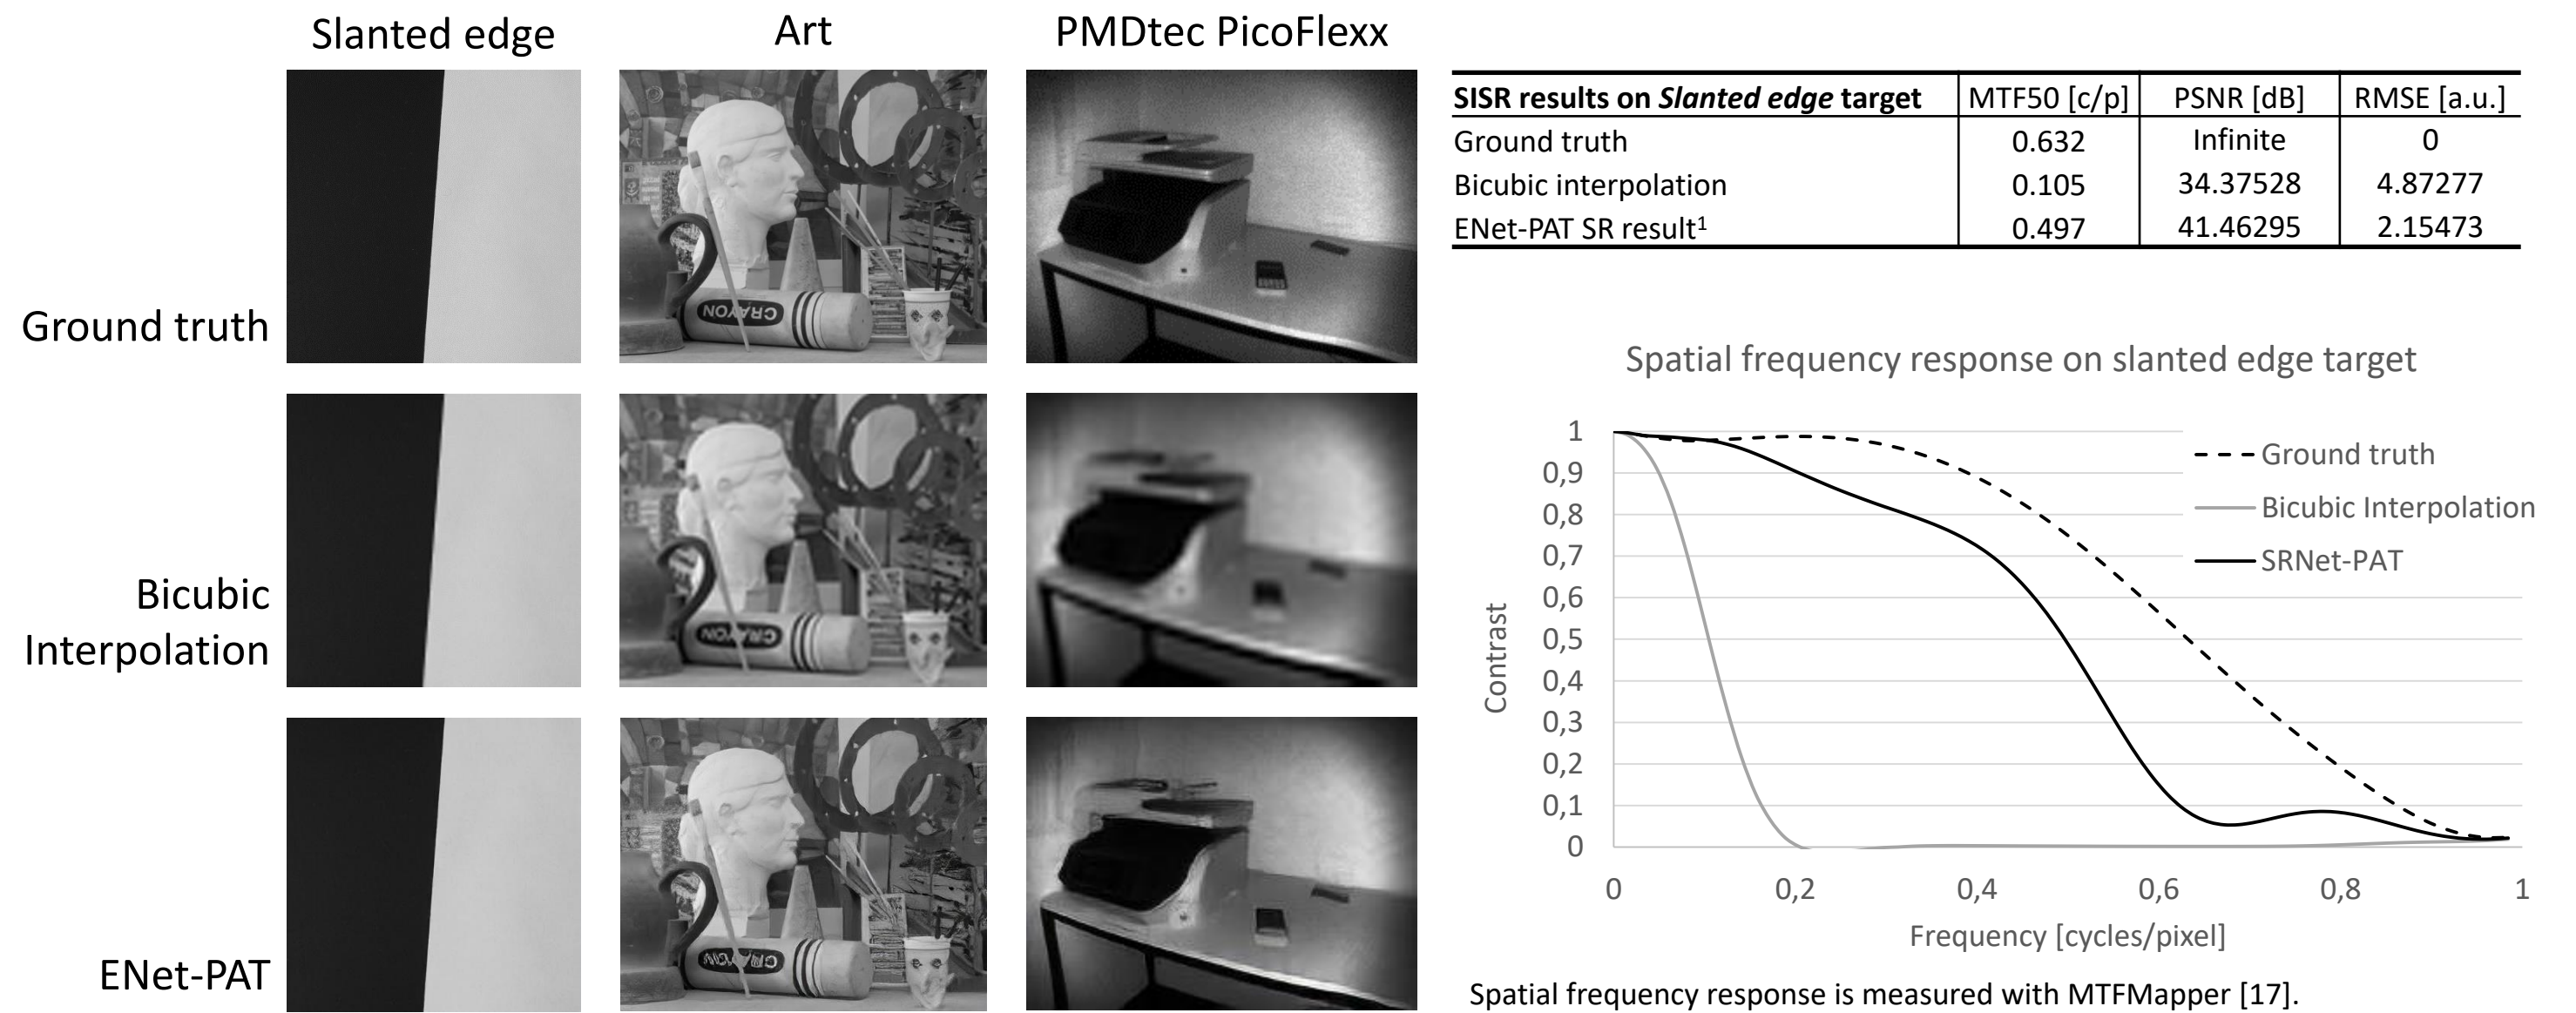 Slanted edge
Art
PMDtec PicoFlexx
Ground truth
Bicubic
Interpolation
ENet-PAT
CRAYON
CRAYON
SISR results on Slanted edge target MTF50 [c/p] PSNR [dB] RMSE [a.u.]
Ground truth 0.632 Infinite 0
Bicubic interpolation 0.105 34.37528 4.87277
ENet-PAT SR result¹ 0.497 41.46295 2.15473
Spatial frequency response on slanted edge target
Contrast
1
0,9
0,8
0,7
0,6
0,5
0,4
0,3
0,2
0,1
0
0 0,2 0,4 0,6 0,8 1
Frequency [cycles/pixel]
Ground truth
Bicubic Interpolation
SRNet-PAT
Spatial frequency response is measured with MTFMapper [17].